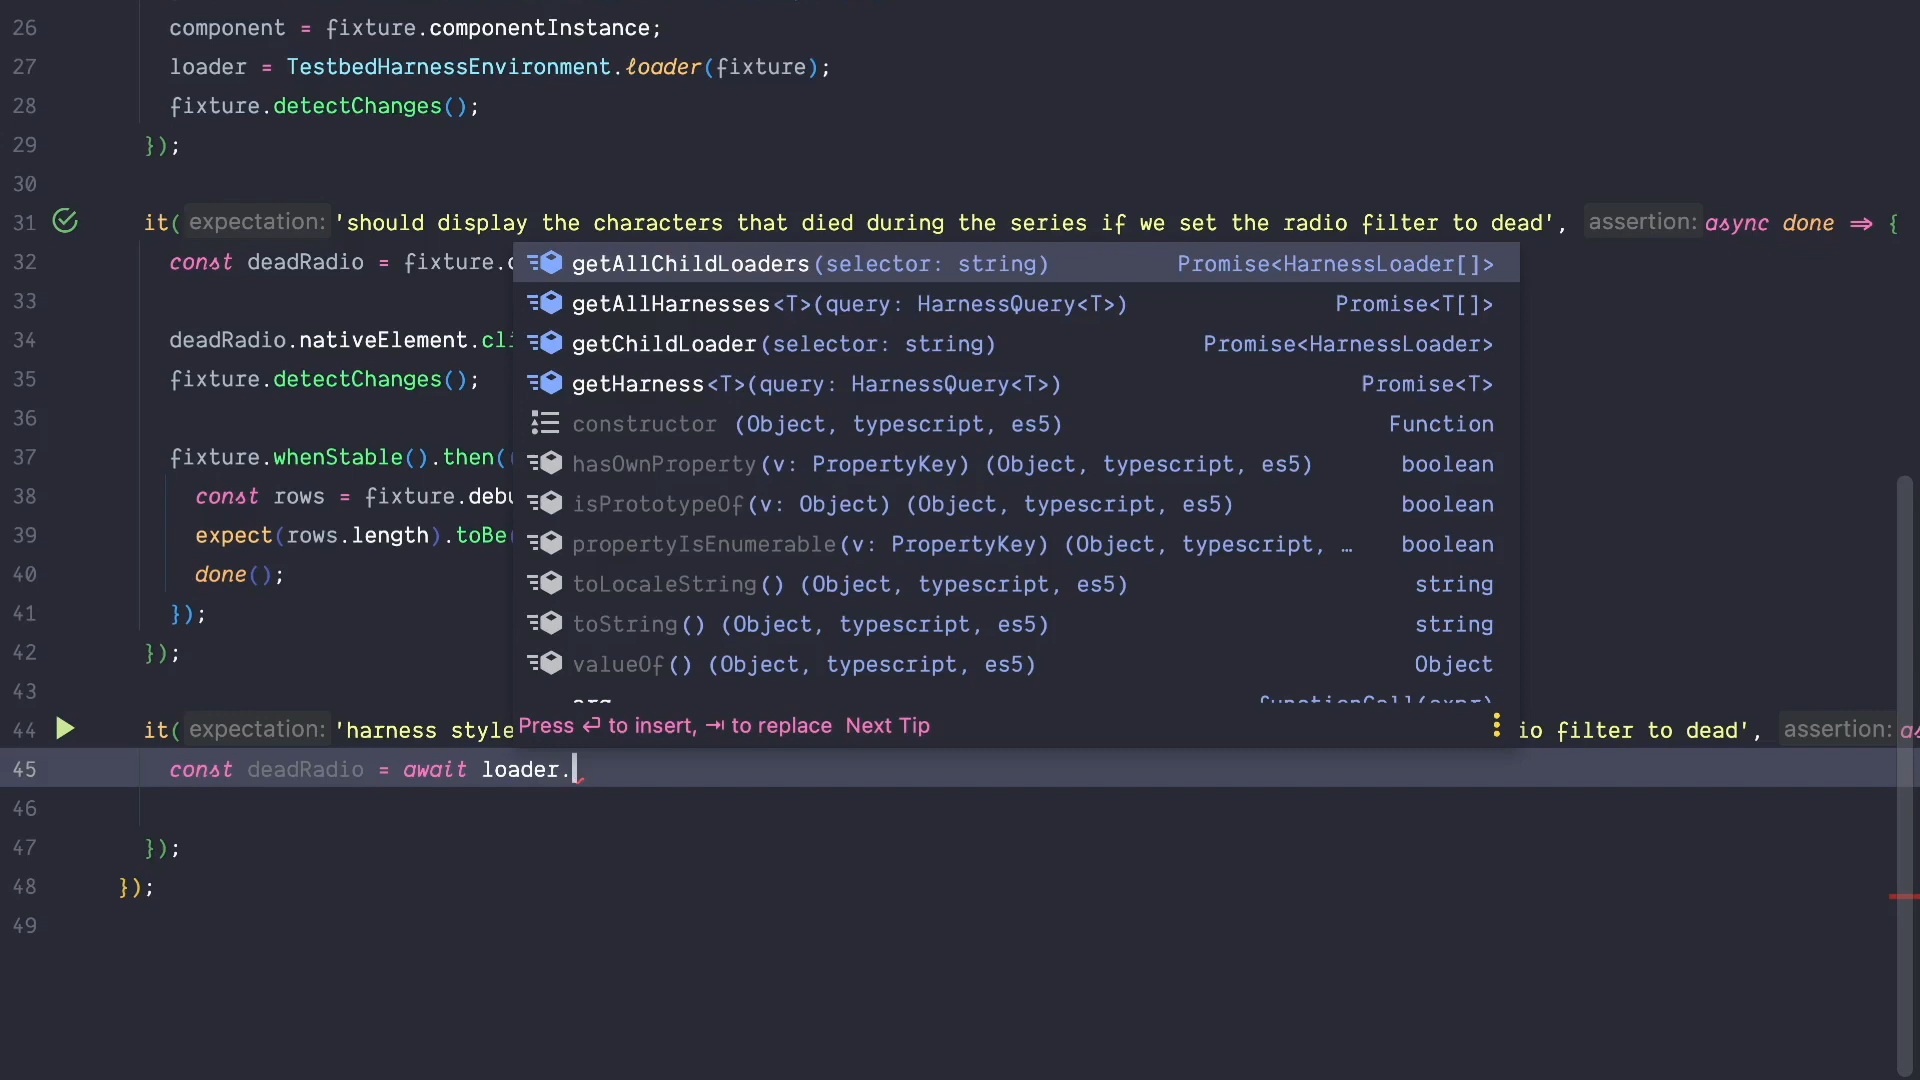 26 component = fixture.componentInstance;
27 loader = TestbedHarnessEnvironment.loader(fixture);
28 fixture.detectChanges();
29 });
30
31 it( expectation: 'should display the characters that died during the series if we set the radio filter to dead', assertion: async done ⇒ {
32 const deadRadio = fixture.
getAllChildLoaders(selector: string) Promise<HarnessLoader[]>
33
getAllHarnesses<T>(query: HarnessQuery<T>) Promise<T[]>
34 deadRadio.nativeElement.cli
getChildLoader(selector: string) Promise<HarnessLoader>
35 fixture.detectChanges();
getHarness<T>(query: HarnessQuery<T>) Promise<T>
36
constructor (Object, typescript, es5) Function
37 fixture.whenStable().then(
hasOwnProperty(v: PropertyKey) (Object, typescript, es5) boolean
38 const rows = fixture.debu
isPrototypeOf(v: Object) (Object, typescript, es5) boolean
39 expect(rows.length).toBe
propertyIsEnumerable(v: PropertyKey) (Object, typescript, … boolean
40 done();
toLocaleString() (Object, typescript, es5) string
41 });
toString() (Object, typescript, es5) string
42 });
valueOf() (Object, typescript, es5) Object
43
44 it( expectation: 'harness style
Press ⏎ to insert, ⇥ to replace Next Tip
io filter to dead', assertion: as
45 const deadRadio = await loader.
46
47 });
48 });
49